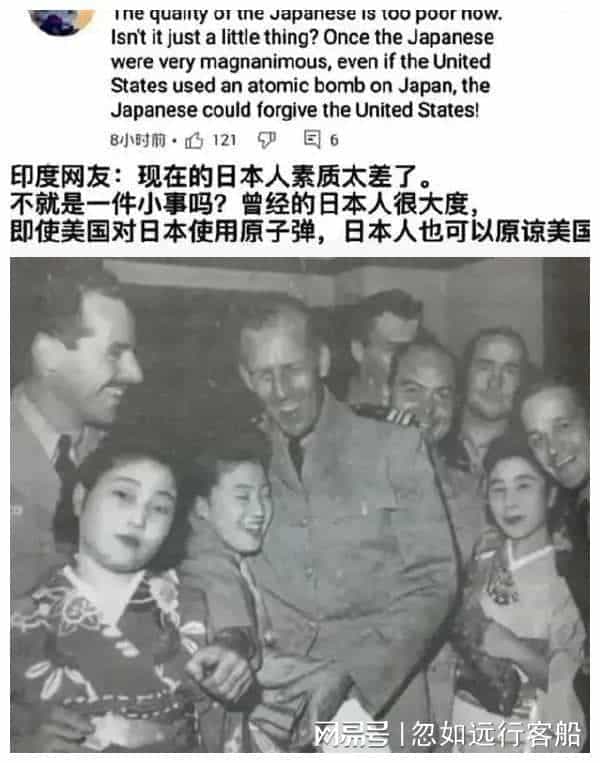 The quality of the Japanese is too poor now.
Isn't it just a little thing? Once the Japanese
were very magnanimous, even if the United
States used an atomic bomb on Japan, the
Japanese could forgive the United States!
8小时前 · 121 6
印度网友：现在的日本人素质太差了。
不就是一件小事吗？曾经的日本人很大度，
即使美国对日本使用原子弹，日本人也可以原谅美国
网易号 | 忽如远行客船